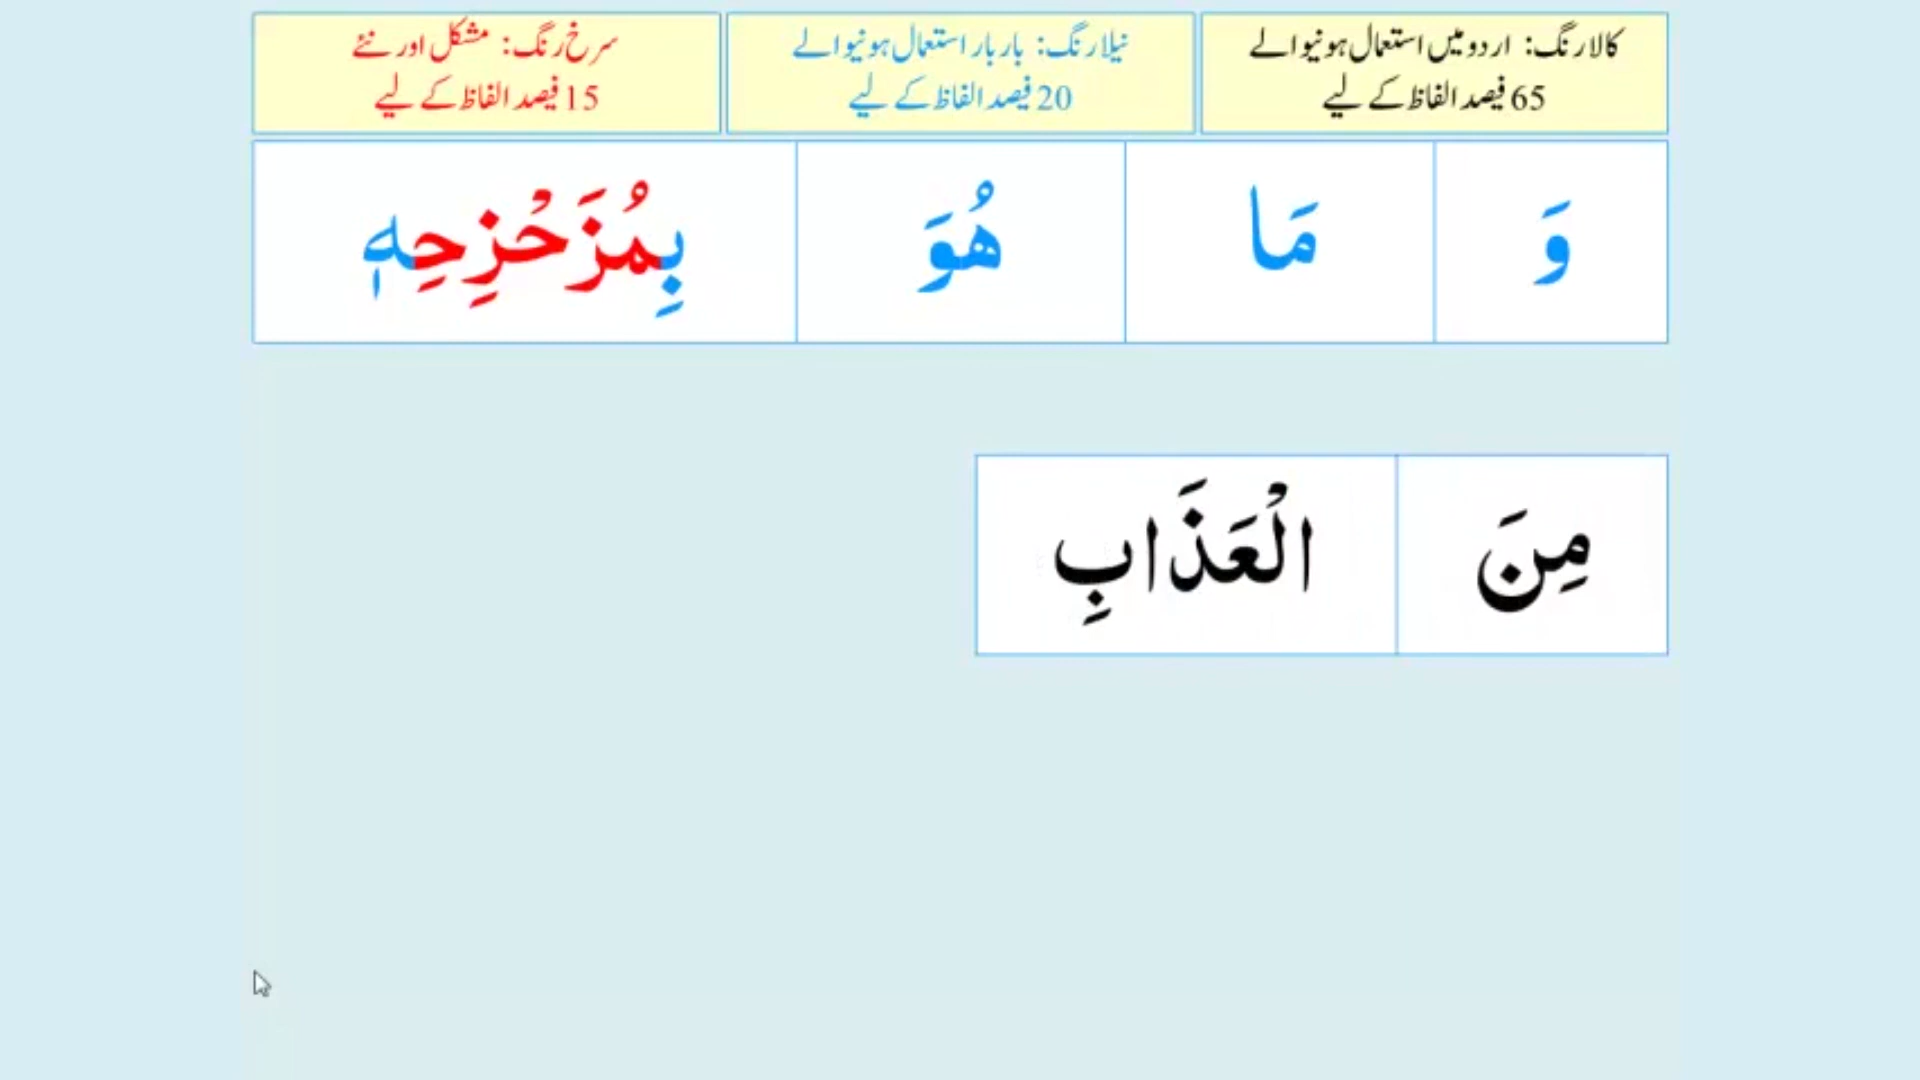 کالا رنگ: اردو میں استعمال ہونیوالے
65 فیصد الفاظ کے لیے
نیلا رنگ: بار بار استعمال ہونیوالے
20 فیصد الفاظ کے لیے
سرخ رنگ: مشکل اور نئے
15 فیصد الفاظ کے لیے
وَ مَا هُوَ بِمُزَحْزِحِهٖ
مِنَ الْعَذَابِ